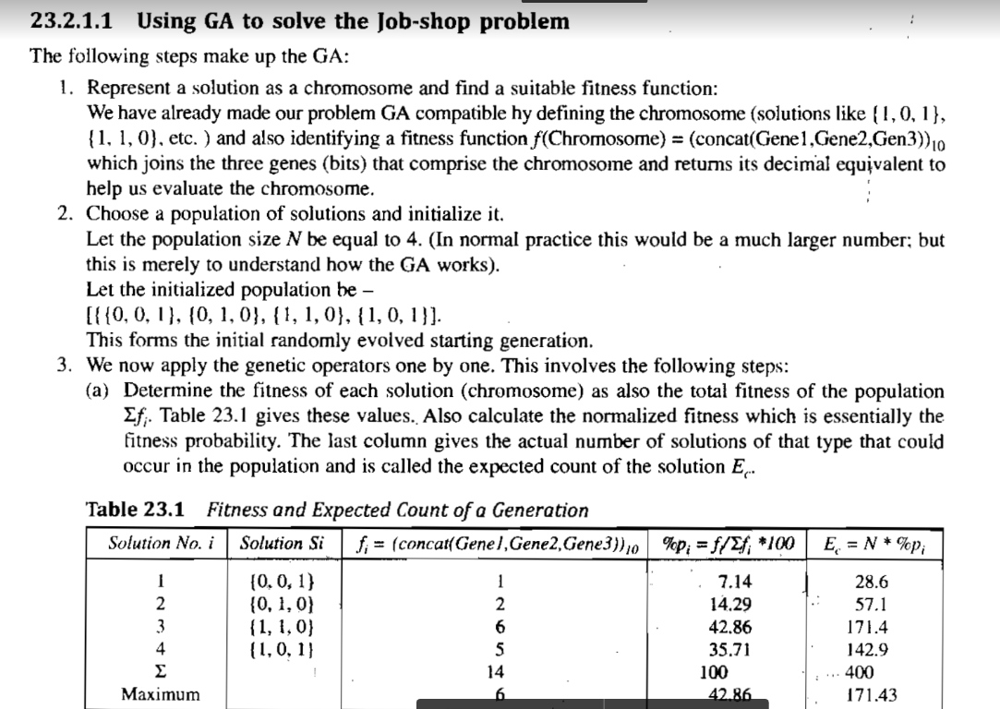 23.2.1.1 Using GA to solve the Job-shop problem
The following steps make up the GA:
1. Represent a solution as a chromosome and find a suitable fitness function:
We have already made our problem GA compatible by defining the chromosome (solutions like {1, 0, 1},
{1, 1, 0}, etc. ) and also identifying a fitness function f(Chromosome) = (concat(Gene1,Gene2,Gen3))10
which joins the three genes (bits) that comprise the chromosome and returns its decimal equivalent to
help us evaluate the chromosome.
2. Choose a population of solutions and initialize it.
Let the population size N be equal to 4. (In normal practice this would be a much larger number; but
this is merely to understand how the GA works).
Let the initialized population be –
[{{0, 0, 1}, {0, 1, 0}, {1, 1, 0}, {1, 0, 1}].
This forms the initial randomly evolved starting generation.
3. We now apply the genetic operators one by one. This involves the following steps:
(a) Determine the fitness of each solution (chromosome) as also the total fitness of the population
Σfi. Table 23.1 gives these values. Also calculate the normalized fitness which is essentially the
fitness probability. The last column gives the actual number of solutions of that type that could
occur in the population and is called the expected count of the solution Ec.
Table 23.1 Fitness and Expected Count of a Generation
Solution No. i Solution Si fi = (concat(Gene1,Gene2,Gene3))10 %pi = f/Σfi *100 Ec = N * %pi
1 {0, 0, 1} 1 7.14 28.6
2 {0, 1, 0} 2 14.29 57.1
3 {1, 1, 0} 6 42.86 171.4
4 {1, 0, 1} 5 35.71 142.9
Σ 14 100 400
Maximum 6 42.86 171.43